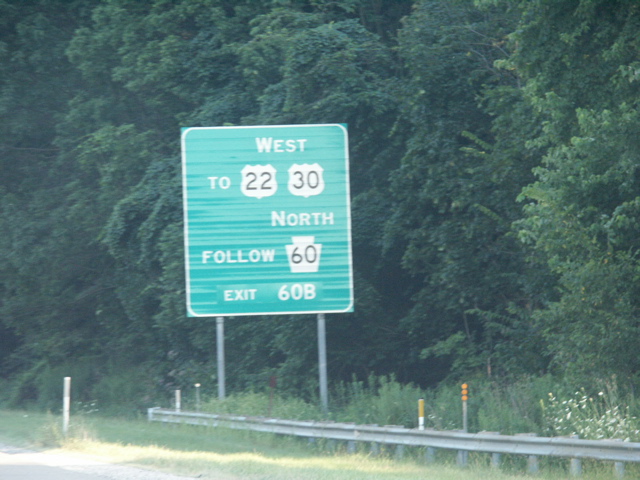 WEST
TO 22 30
NORTH
FOLLOW 60
EXIT 60B